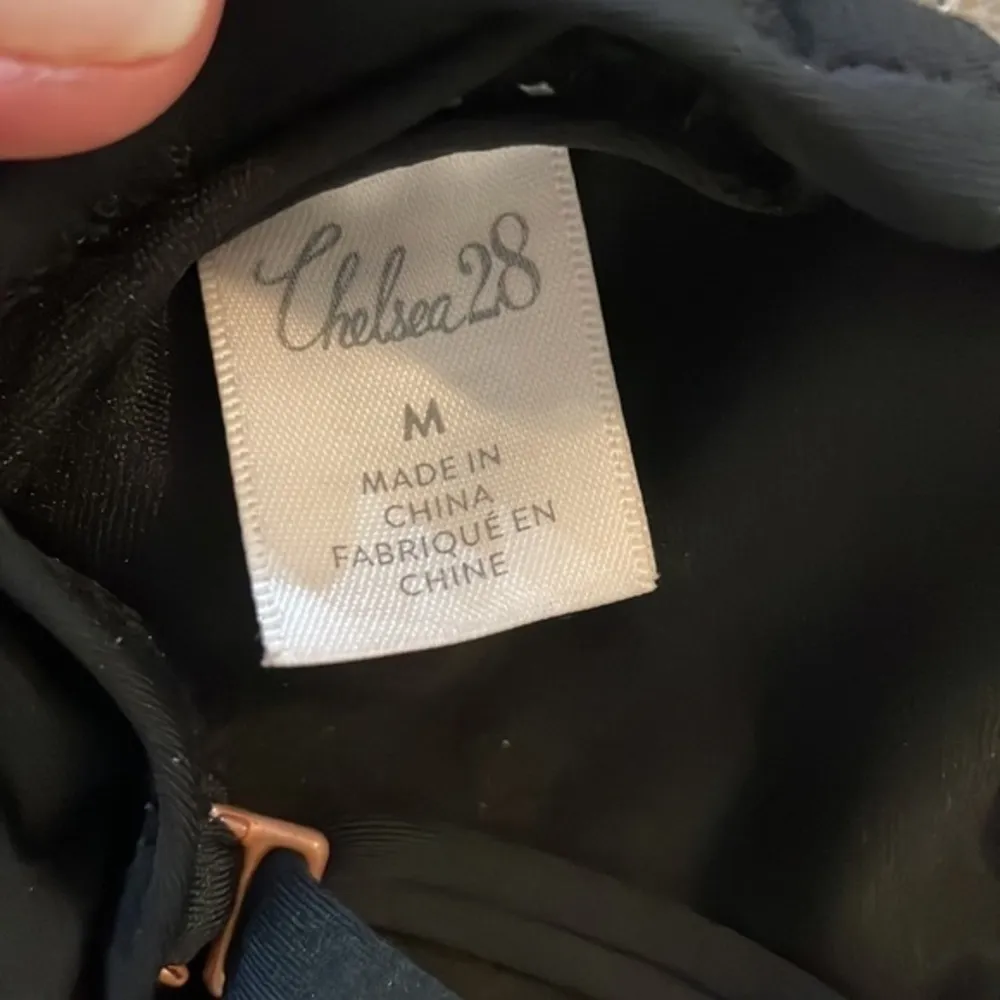 Chelsea28
M
MADE IN
CHINA
FABRIQUÉ EN
CHINE